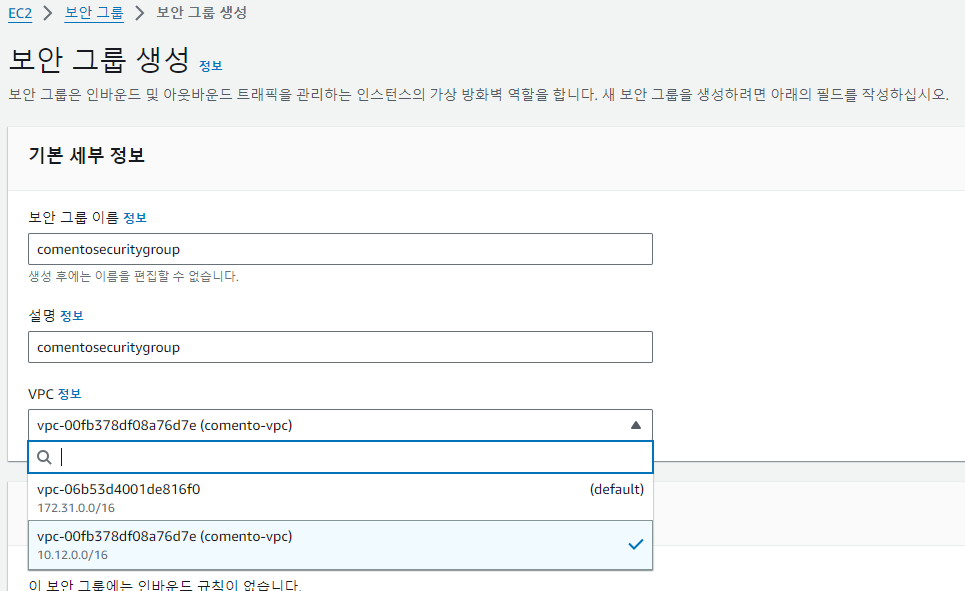 EC2 > 보안 그룹 > 보안 그룹 생성
보안 그룹 생성 정보
보안 그룹은 인바운드 및 아웃바운드 트래픽을 관리하는 인스턴스의 가상 방화벽 역할을 합니다. 새 보안 그룹을 생성하려면 아래의 필드를 작성하십시오.
기본 세부 정보
보안 그룹 이름 정보
comentosecuritygroup
생성 후에는 이름을 편집할 수 없습니다.
설명 정보
comentosecuritygroup
VPC 정보
vpc-00fb378df08a76d7e (comento-vpc)
vpc-06b53d4001de816f0 (default)
172.31.0.0/16
vpc-00fb378df08a76d7e (comento-vpc)
10.12.0.0/16
이 보안 그룹에는 인바운드 규칙이 없습니다.